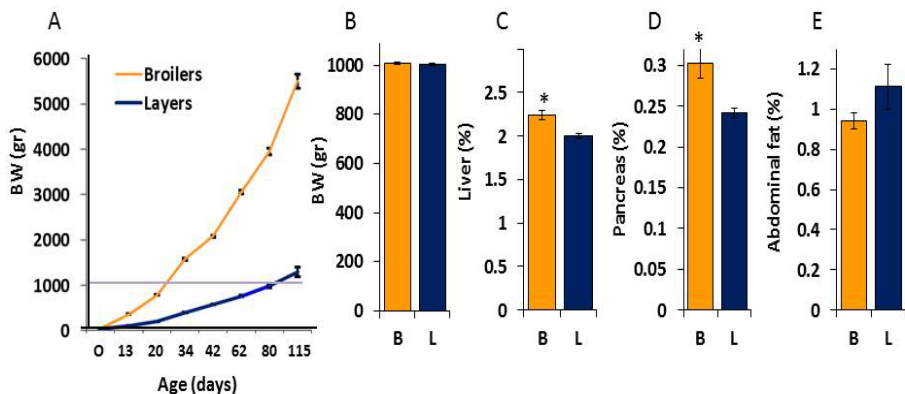 A
BW (gr)
6000
5000
4000
3000
2000
1000
0
Broilers
Layers
O 13 20 34 42 62 80 115
Age (days)
B
BW (gr)
1000
800
600
400
200
0
B L
C
Liver (%)
2.5
2
1.5
1
0.5
0
*
B L
D
Pancreas (%)
0.3
0.25
0.2
0.15
0.1
0.05
0
*
B L
E
Abdominal fat (%)
1.2
1
0.8
0.6
0.4
0.2
0
B L